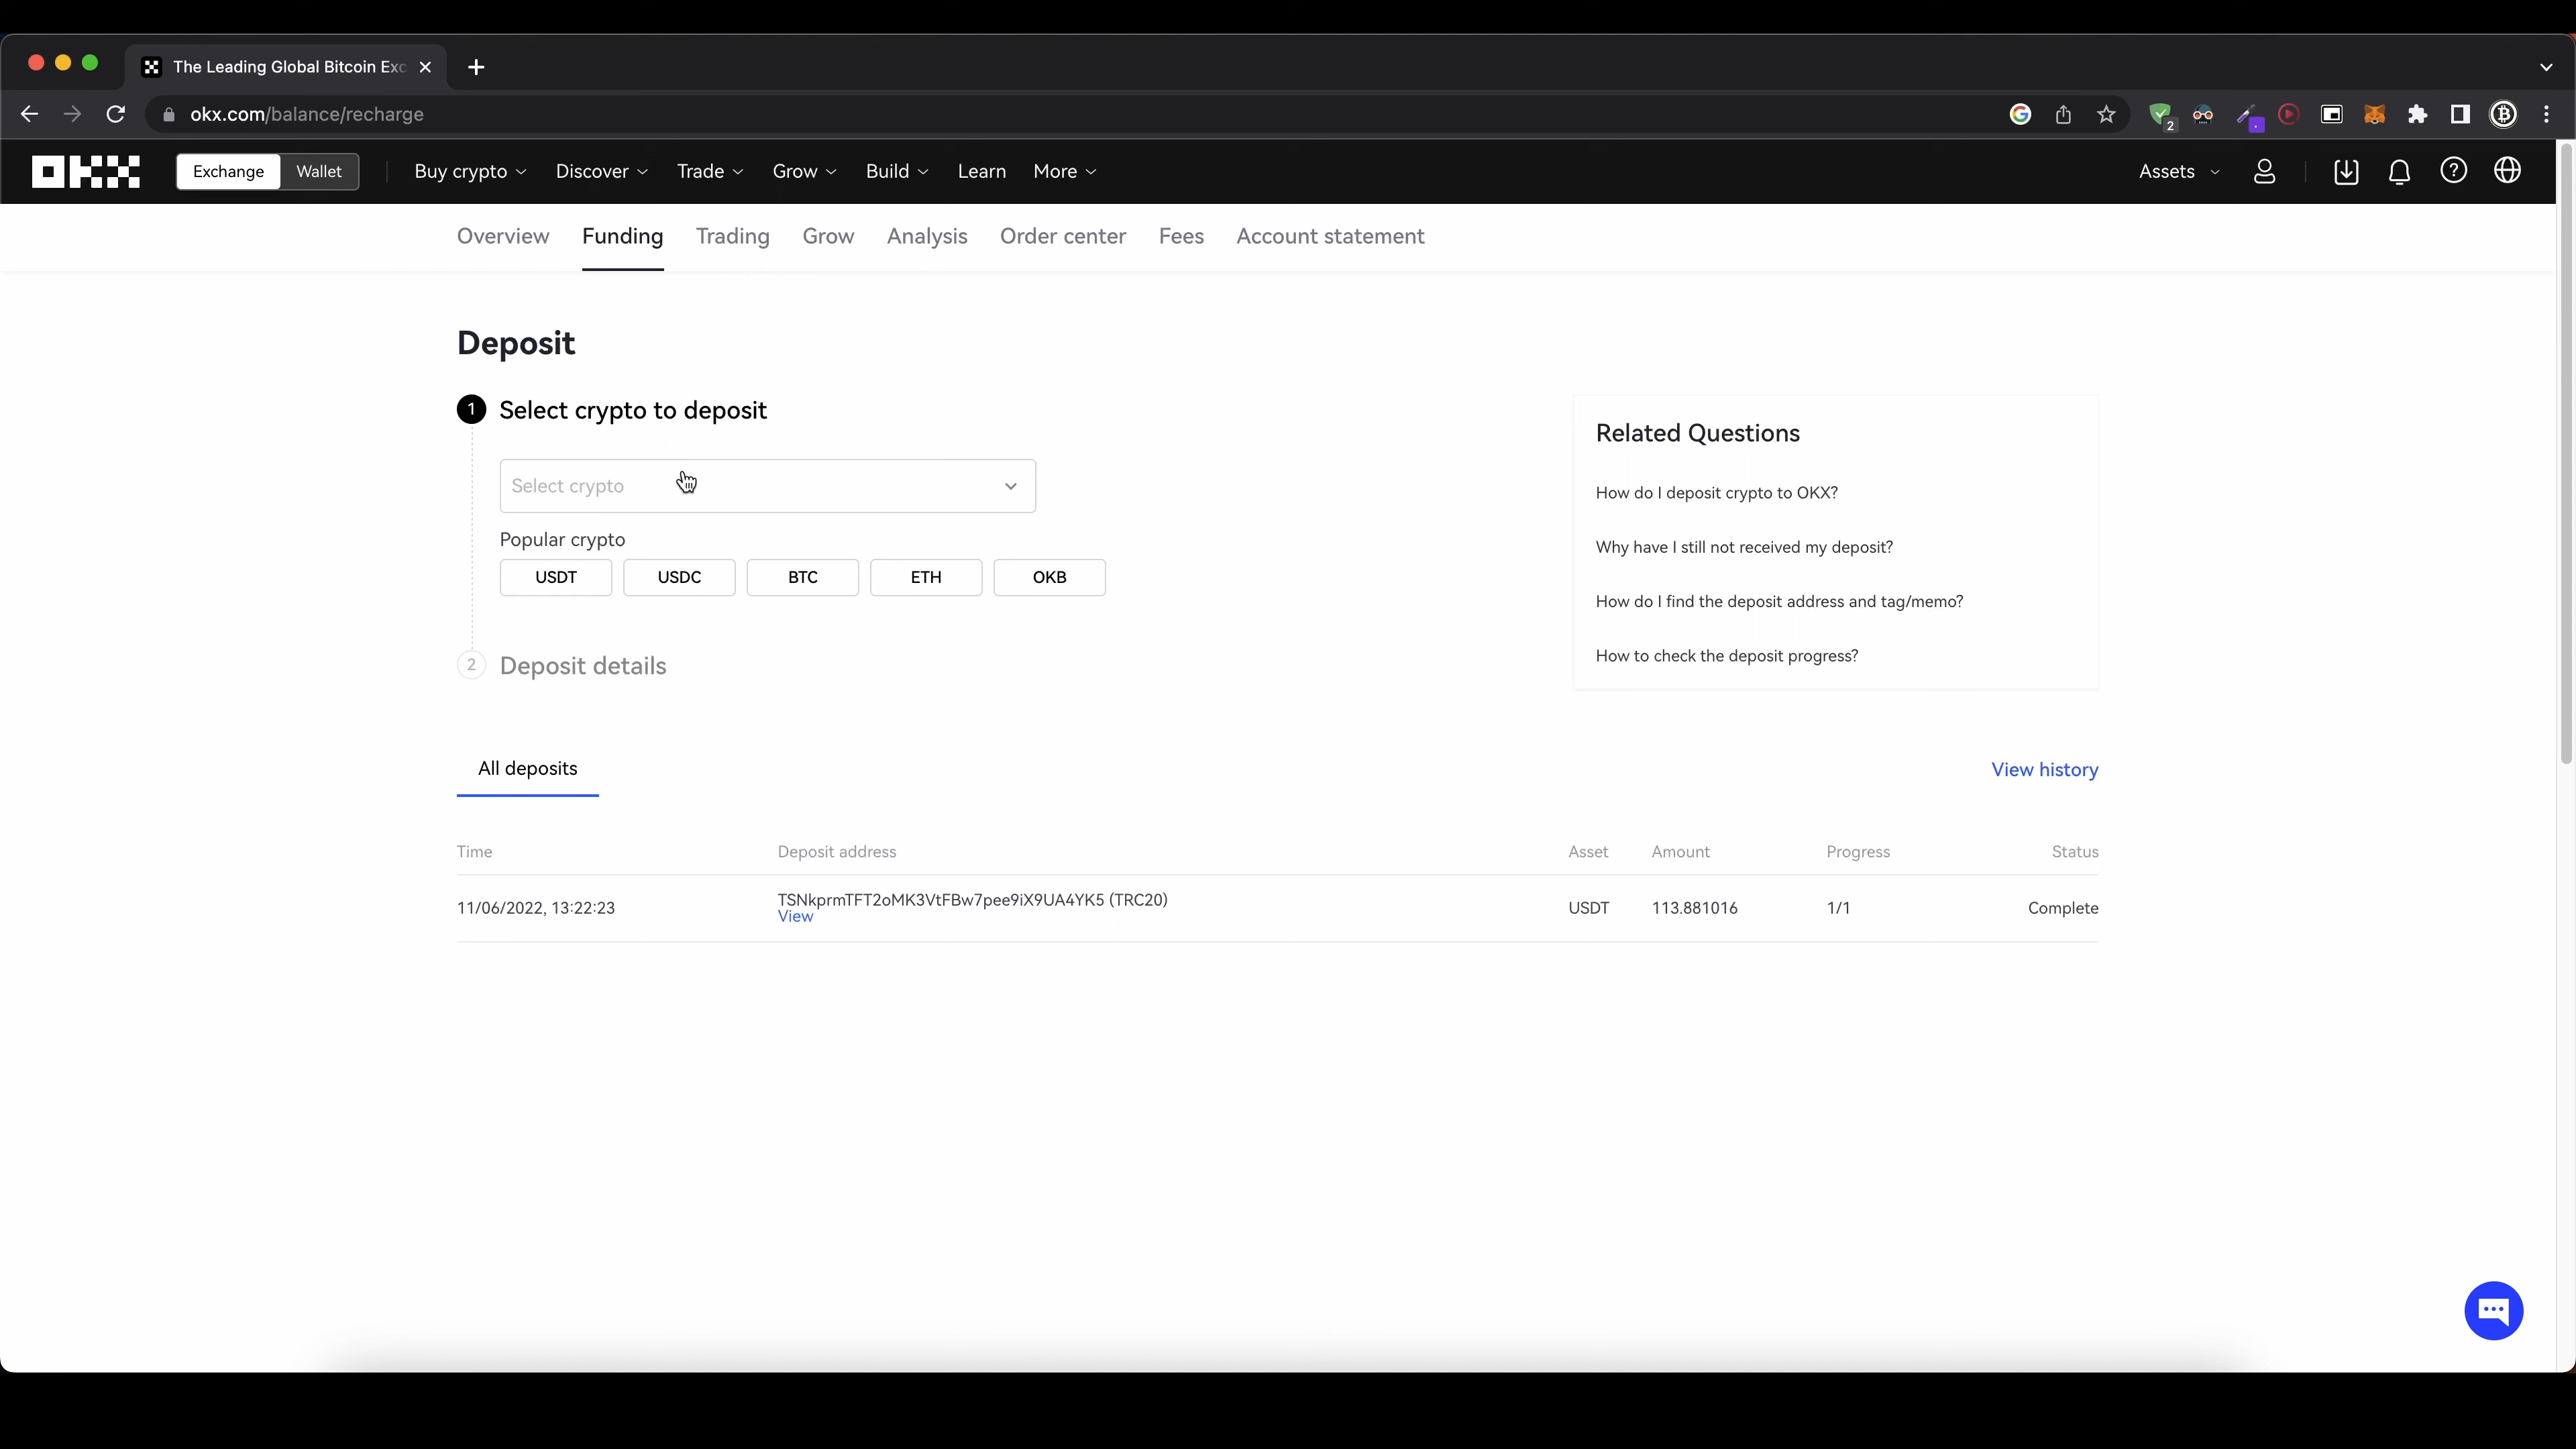 The Leading Global Bitcoin Exc
okx.com/balance/recharge
2
OKX
Exchange Wallet Buy crypto Discover Trade Grow Build Learn More Assets
Overview Funding Trading Grow Analysis Order center Fees Account statement
Deposit
1 Select crypto to deposit
Select crypto
Popular crypto
USDT USDC BTC ETH OKB
2 Deposit details
Related Questions
How do I deposit crypto to OKX?
Why have I still not received my deposit?
How do I find the deposit address and tag/memo?
How to check the deposit progress?
All deposits
View history
Time Deposit address Asset Amount Progress Status
11/06/2022, 13:22:23 TSNkprmTFT2oMK3VtFBw7pee9iX9UA4YK5 (TRC20) USDT 113.881016 1/1 Complete
View